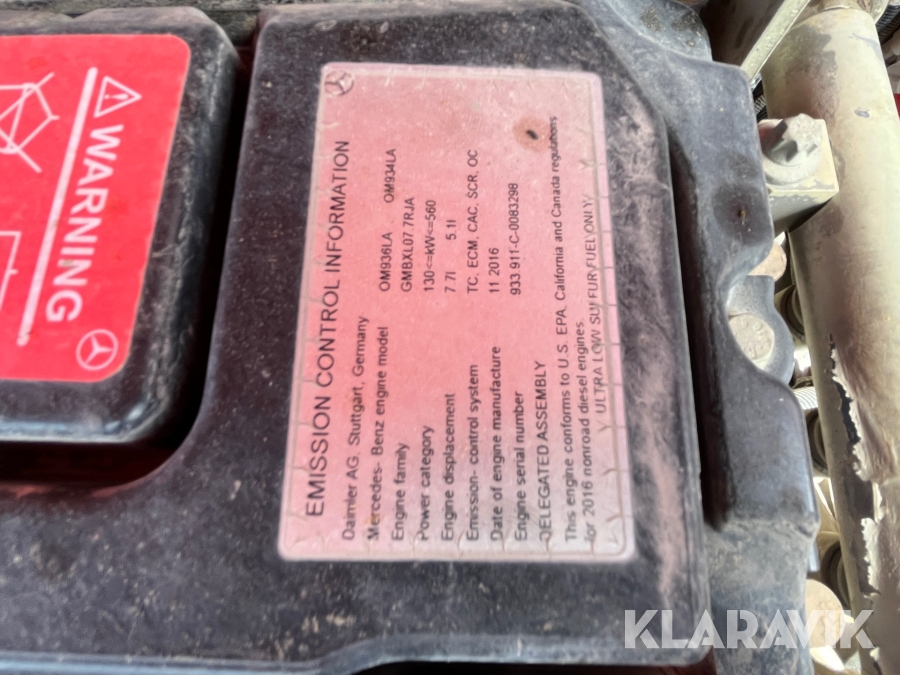 WARNING
EMISSION CONTROL INFORMATION
Daimler AG, Stuttgart, Germany
Mercedes- Benz engine model OM936LA OM934LA
Engine family GMBXL07.7RJA
Power category 130<=kW<=560
Engine displacement 7.7l 5.1l
Emission- control system TC, ECM, CAC, SCR, OC
Date of engine manufacture 11 2016
Engine serial number 933 911-C-0083298
DELEGATED ASSEMBLY
This engine conforms to U.S. EPA, California and Canada regulations
for 2016 nonroad diesel engines
ULTRA LOW SULFUR FUEL ONLY
KLARAVIK